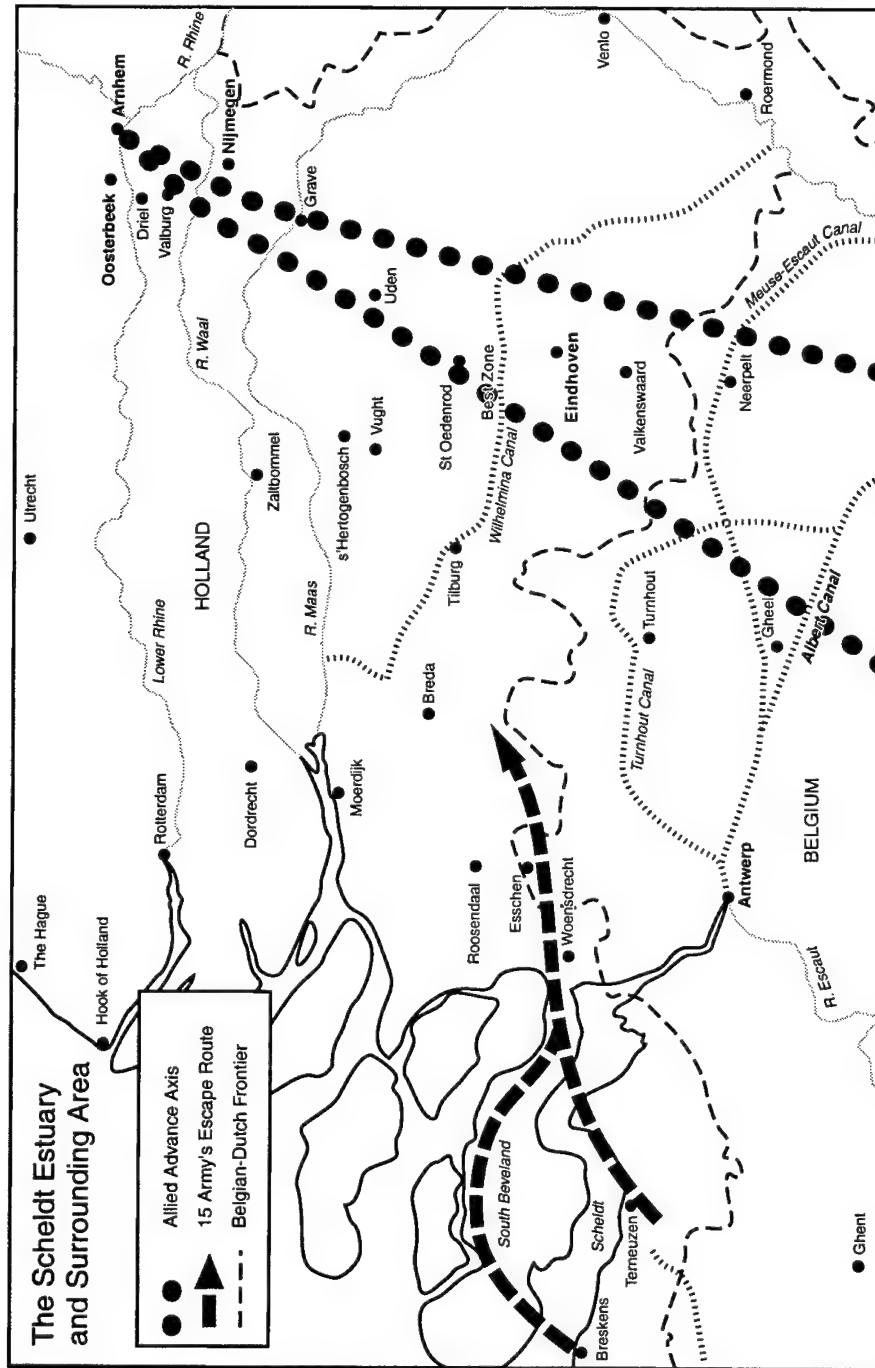 The Scheldt Estuary
and Surrounding Area
Allied Advance Axis
15 Army's Escape Route
Belgian-Dutch Frontier
The Hague
Hook of Holland
Rotterdam
Utrecht
Lower Rhine
Oosterbeek
Arnhem
R. Rhine
Driel
Valburg
Nijmegen
R. Waal
HOLLAND
Dordrecht
Zaltbommel
Grave
R. Maas
Moerdijk
s'Hertogenbosch
Vught
Uden
Breda
Tilburg
St Oedenrod
Best Zone
Wilhelmina Canal
Venlo
Roosendaal
Esschen
Woensdrecht
Eindhoven
Valkenswaard
Roermond
South Beveland
Scheldt
Breskens
Terneuzen
Turnhout
Turnhout Canal
Neerpelt
Meuse-Escaut Canal
Antwerp
Gheel
Albert Canal
BELGIUM
R. Escaut
Ghent